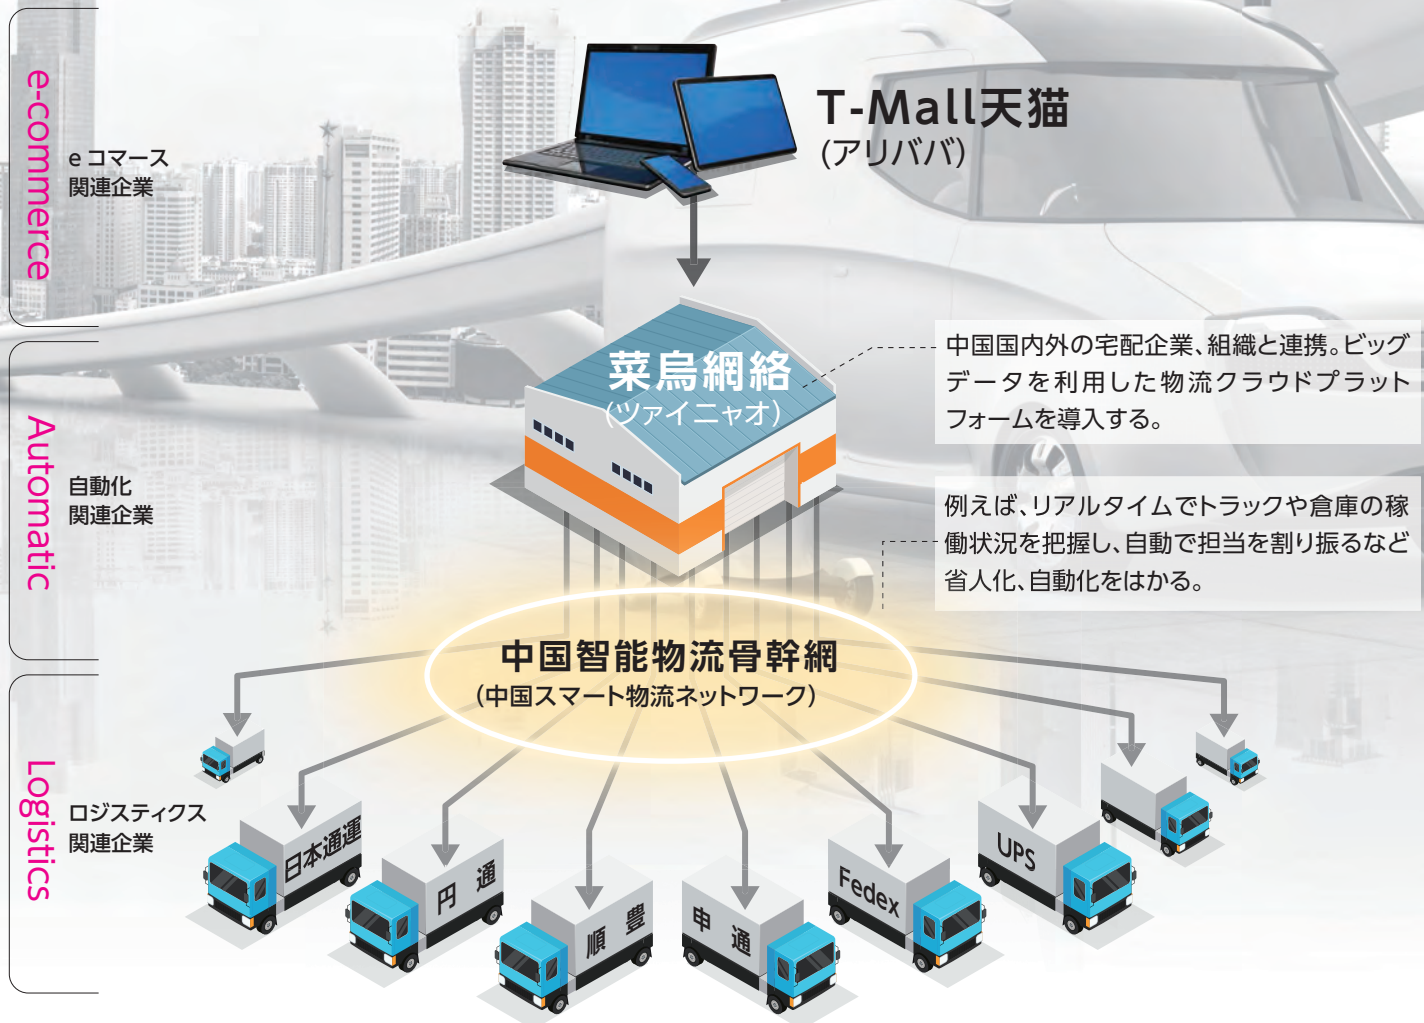 e-commerce
e コマース
関連企業
T-Mall天猫
(アリババ)
Automatic
自動化
関連企業
菜鳥網絡
(ツァイニャオ)
中国国内外の宅配企業、組織と連携。ビッグ
データを利用した物流クラウドプラット
フォームを導入する。
例えば、リアルタイムでトラックや倉庫の稼
働状況を把握し、自動で担当を割り振るなど
省人化、自動化をはかる。
中国智能物流骨幹網
(中国スマート物流ネットワーク)
Logistics
ロジスティクス
関連企業
日本通運
円通
順豊
申通
Fedex
UPS